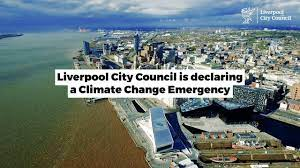 Liverpool
City Council
Liverpool City Council is declaring
a Climate Change Emergency